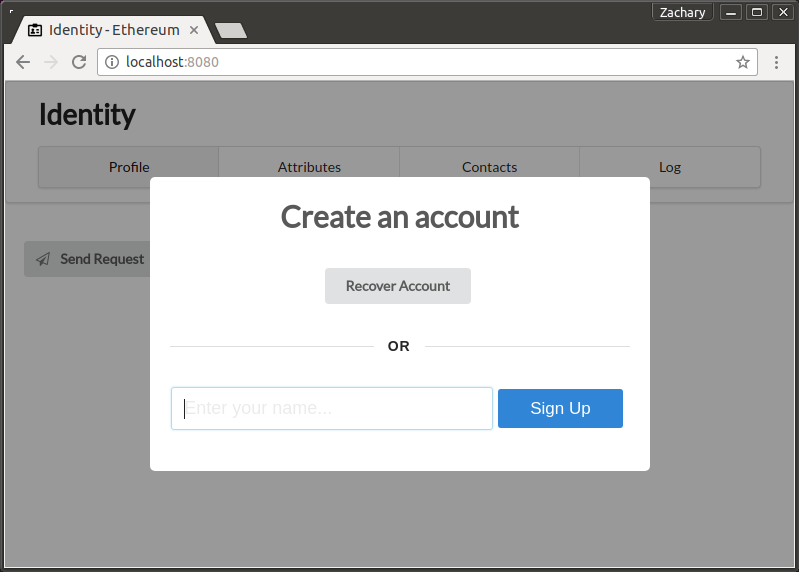 Zachary
Identity - Ethereum
localhost:8080
Identity
Profile Attributes Contacts Log
Send Request
Create an account
Recover Account
OR
Enter your name... Sign Up